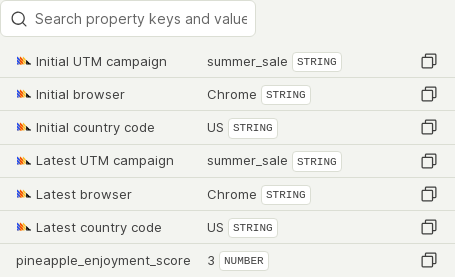 Search property keys and value
Initial UTM campaign summer_sale STRING
Initial browser Chrome STRING
Initial country code US STRING
Latest UTM campaign summer_sale STRING
Latest browser Chrome STRING
Latest country code US STRING
pineapple_enjoyment_score 3 NUMBER